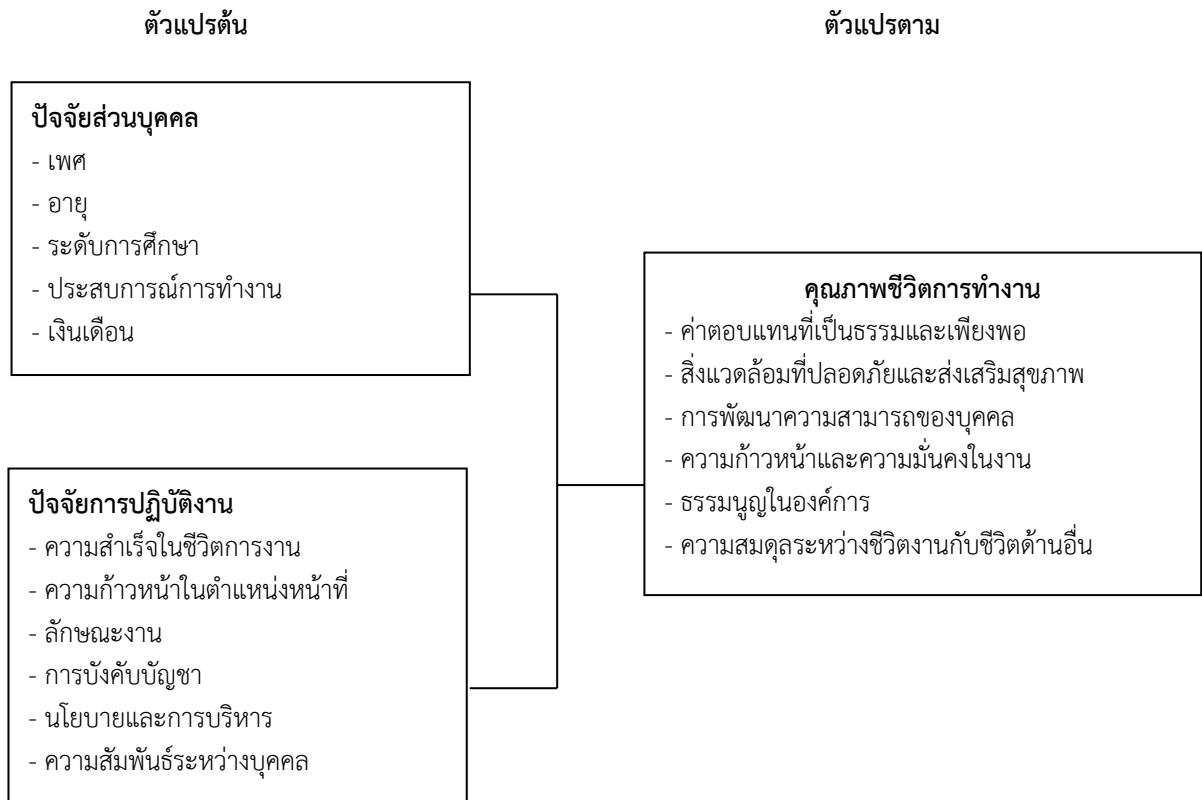 ตัวแปรต้น
ตัวแปรตาม
ปัจจัยส่วนบุคคล
- เพศ
- อายุ
- ระดับการศึกษา
- ประสบการณ์การทำงาน
- เงินเดือน
คุณภาพชีวิตการทำงาน
- ค่าตอบแทนที่เป็นธรรมและเพียงพอ
- สิ่งแวดล้อมที่ปลอดภัยและส่งเสริมสุขภาพ
- การพัฒนาความสามารถของบุคคล
- ความก้าวหน้าและความมั่นคงในงาน
- ธรรมนูญในองค์การ
- ความสมดุลระหว่างชีวิตงานกับชีวิตด้านอื่น
ปัจจัยการปฏิบัติงาน
- ความสำเร็จในชีวิตการงาน
- ความก้าวหน้าในตำแหน่งหน้าที่
- ลักษณะงาน
- การบังคับบัญชา
- นโยบายและการบริหาร
- ความสัมพันธ์ระหว่างบุคคล